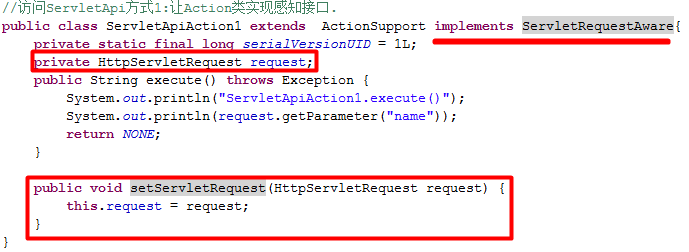 //访问ServletApi方式1:让Action类实现感知接口.
public class ServletApiAction1 extends  ActionSupport implements ServletRequestAware{
    private static final long serialVersionUID = 1L;
    private HttpServletRequest request;
    public String execute() throws Exception {
        System.out.println("ServletApiAction1.execute()");
        System.out.println(request.getParameter("name"));
        return NONE;
    }
    public void setServletRequest(HttpServletRequest request) {
        this.request = request;
    }
}